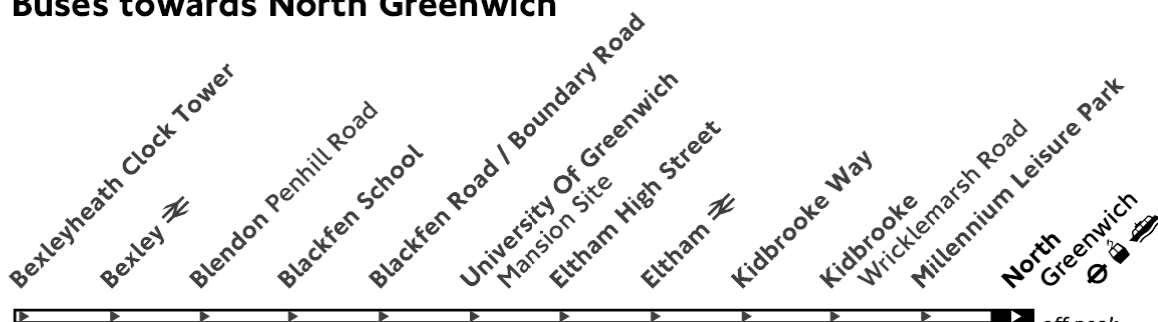 Buses towards North Greenwich
Bexleyheath Clock Tower
Bexley
Blendon Penhill Road
Blackfen School
Blackfen Road / Boundary Road
University Of Greenwich
Mansion Site
Eltham High Street
Eltham
Kidbrooke Way
Kidbrooke
Wricklemarsh Road
Millennium Leisure Park
North
Greenwich
off-peak